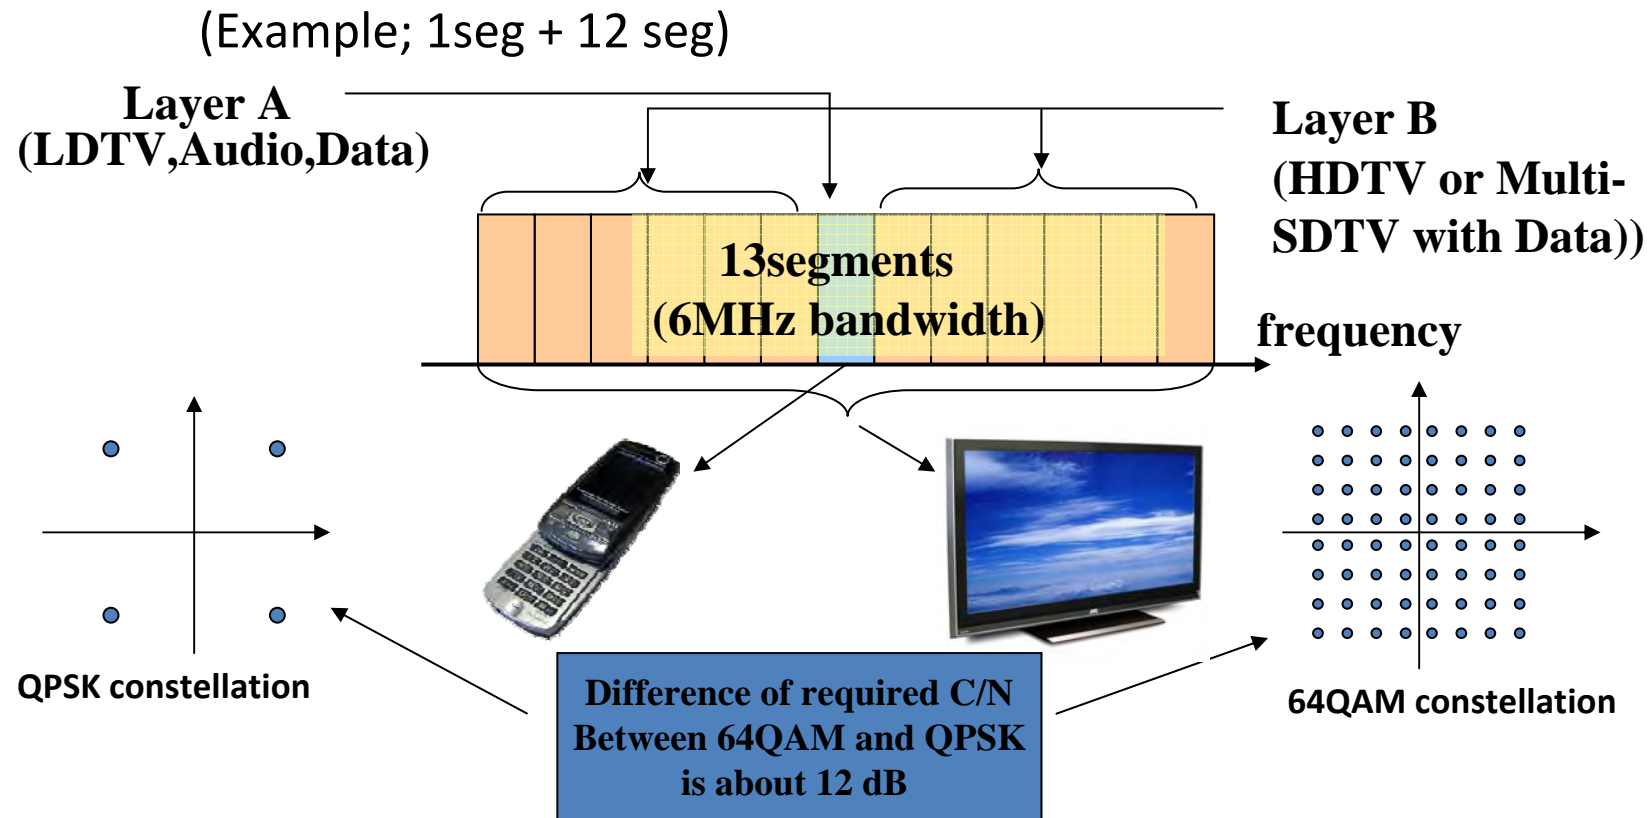 (Example; 1seg + 12 seg)
Layer A
(LDTV,Audio,Data)
Layer B
(HDTV or Multi-
SDTV with Data))
13segments
(6MHz bandwidth)
frequency
QPSK constellation
Difference of required C/N
Between 64QAM and QPSK
is about 12 dB
64QAM constellation